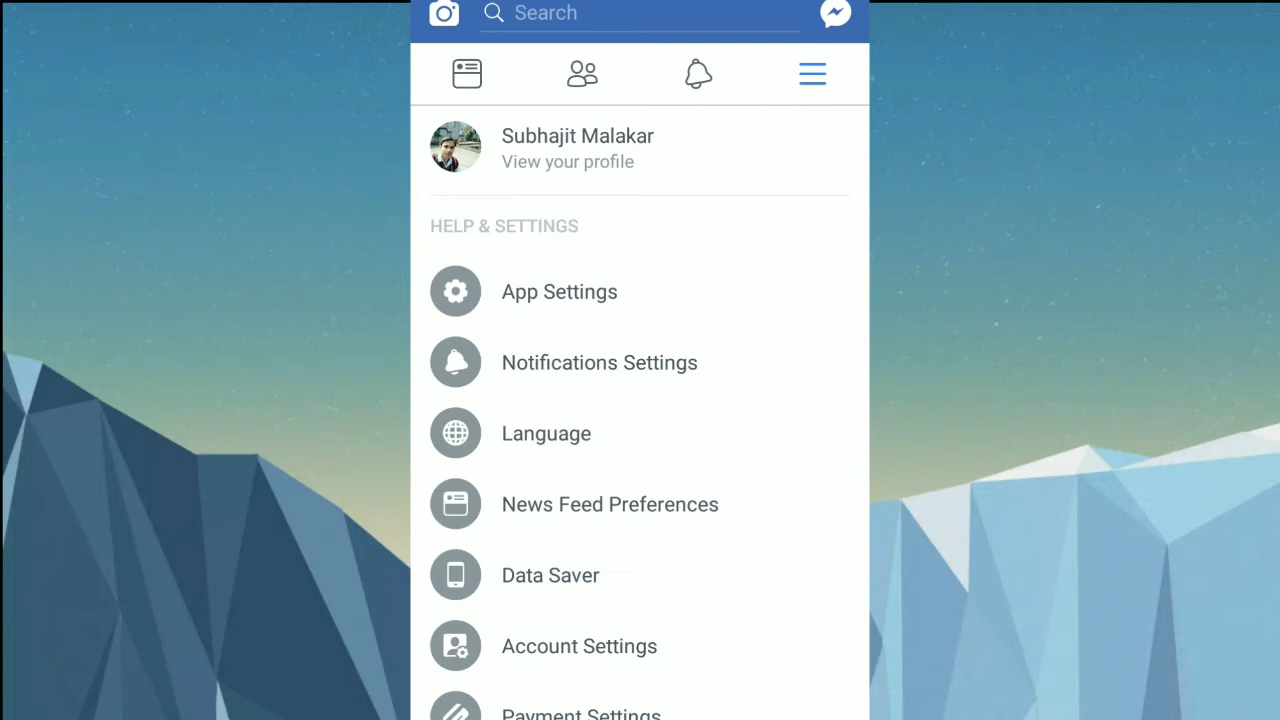 Search
Subhajit Malakar
View your profile
HELP & SETTINGS
App Settings
Notifications Settings
Language
News Feed Preferences
Data Saver
Account Settings
Payment Settings